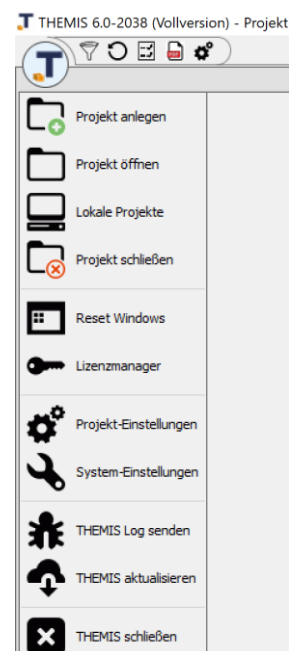 THEMIS 6.0-2038 (Vollversion) - Projekt
Projekt anlegen
Projekt öffnen
Lokale Projekte
Projekt schließen
Reset Windows
Lizenzmanager
Projekt-Einstellungen
System-Einstellungen
THEMIS Log senden
THEMIS aktualisieren
THEMIS schließen